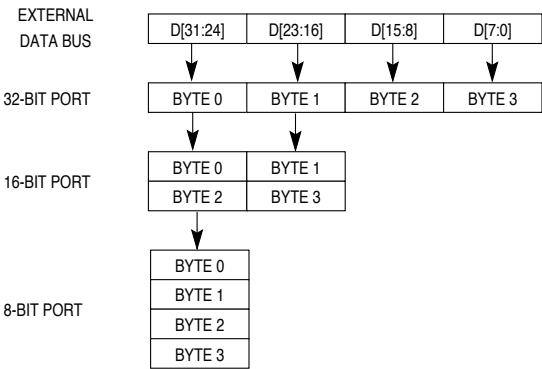 EXTERNAL
DATA BUS
D[31:24] D[23:16] D[15:8] D[7:0]
32-BIT PORT BYTE 0 BYTE 1 BYTE 2 BYTE 3
16-BIT PORT
BYTE 0 BYTE 1
BYTE 2 BYTE 3
8-BIT PORT
BYTE 0
BYTE 1
BYTE 2
BYTE 3